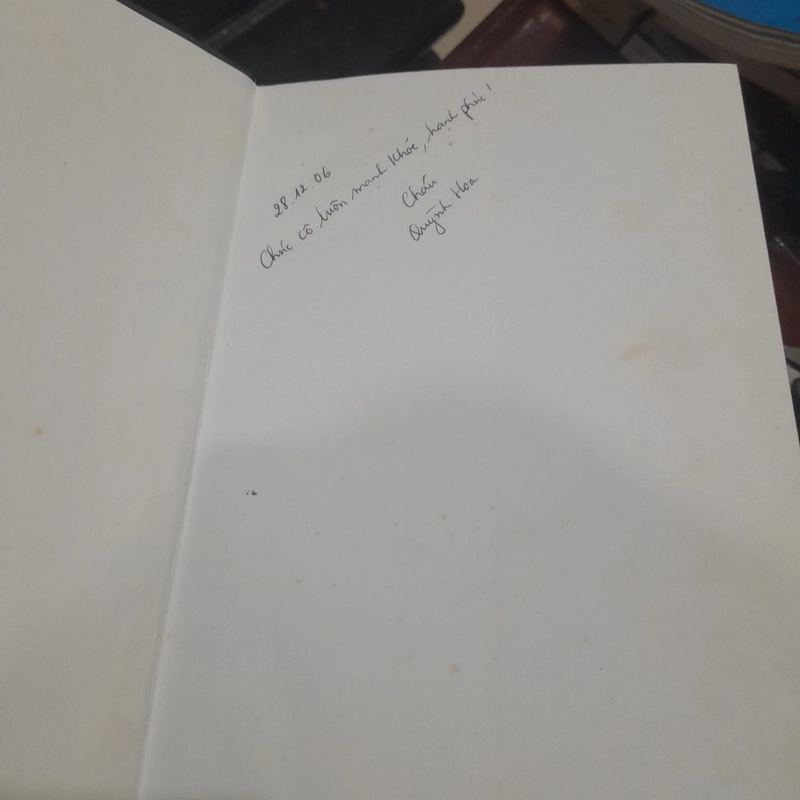 28.12.06
Chúc cô luôn mạnh khỏe, hạnh phúc!
Cháu
Quỳnh Hoa